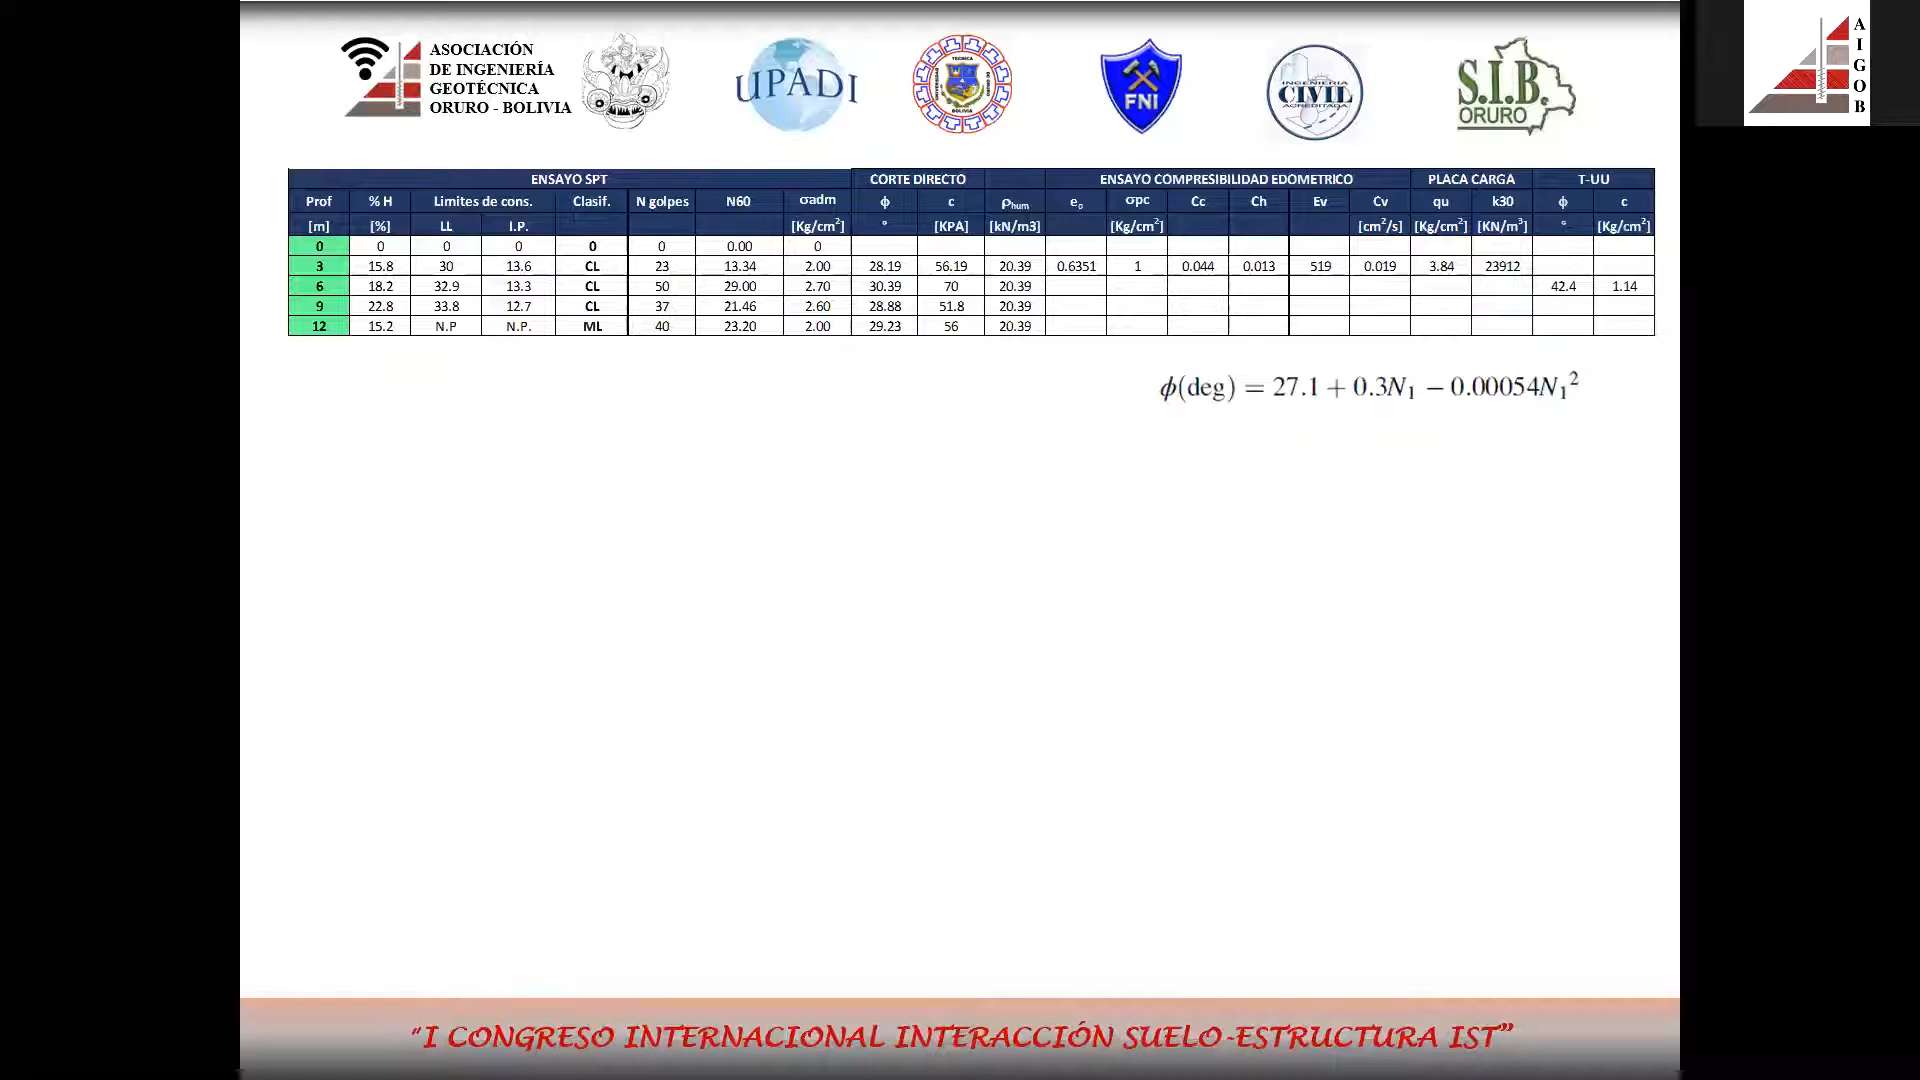 ASOCIACIÓN
DE INGENIERÍA
GEOTÉCNICA
ORURO - BOLIVIA
UPADI
TECNICA
UNIVERSIDAD
DE ORURO
BOLIVIA
FNI
INGENIERIA
CIVIL
ACREDITADA
S.I.B.
ORURO
A
I
G
O
B
ENSAYO SPT CORTE DIRECTO ENSAYO COMPRESIBILIDAD EDOMETRICO PLACA CARGA T-UU
Prof % H Limites de cons. Clasif. N golpes N60 σadm ϕ c ρhum eo σpc Cc Ch Ev Cv qu k30 ϕ c
[m] [%] LL I.P. [Kg/cm²] ° [KPA] [kN/m3] [Kg/cm²] [cm²/s] [Kg/cm²] [KN/m³] ° [Kg/cm²]
0 0 0 0 0 0 0.00 0
3 15.8 30 13.6 CL 23 13.34 2.00 28.19 56.19 20.39 0.6351 1 0.044 0.013 519 0.019 3.84 23912
6 18.2 32.9 13.3 CL 50 29.00 2.70 30.39 70 20.39 42.4 1.14
9 22.8 33.8 12.7 CL 37 21.46 2.60 28.88 51.8 20.39
12 15.2 N.P N.P. ML 40 23.20 2.00 29.23 56 20.39
ϕ(deg) = 27.1 + 0.3N₁ − 0.00054N₁²
“I CONGRESO INTERNACIONAL INTERACCIÓN SUELO-ESTRUCTURA IST”